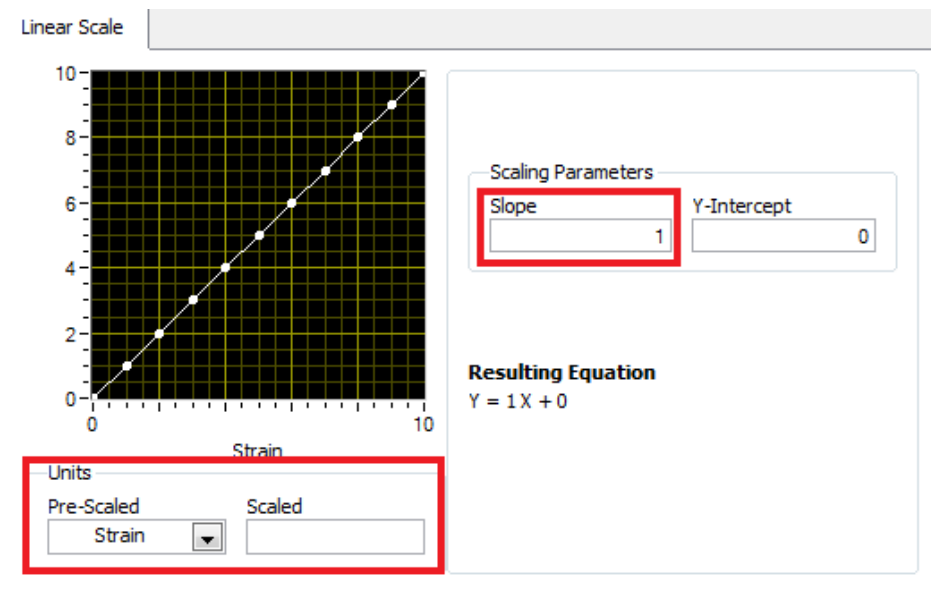 Linear Scale
10
8
6
4
2
0
0
10
Strain
Scaling Parameters
Slope
Y-Intercept
1
0
Resulting Equation
Y = 1 X + 0
Units
Pre-Scaled
Scaled
Strain